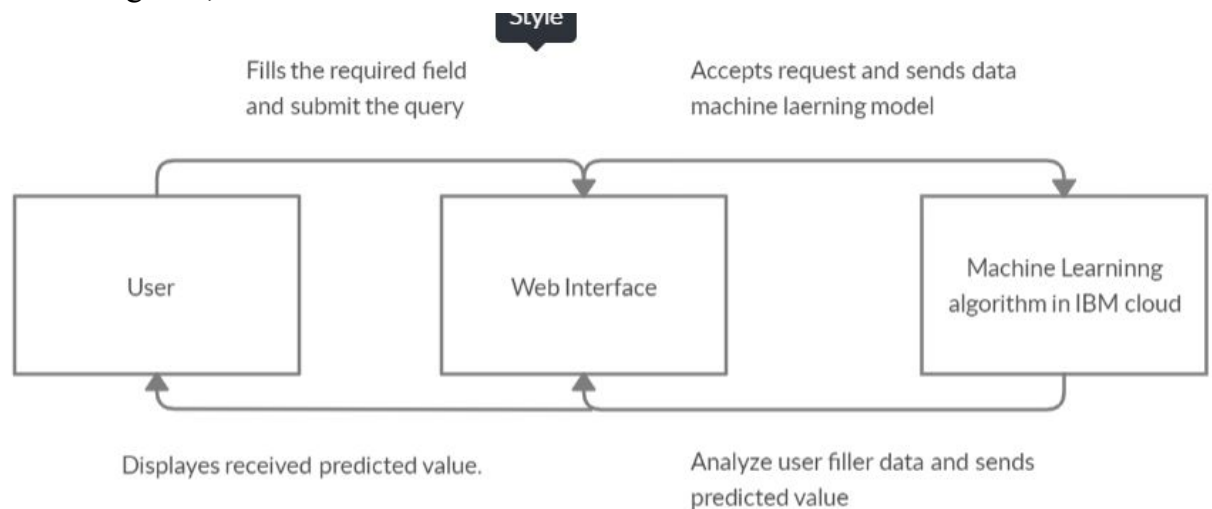 Style
Fills the required field
and submit the query
Accepts request and sends data
machine laerning model
User
Web Interface
Machine Learninng
algorithm in IBM cloud
Displayes received predicted value.
Analyze user filler data and sends
predicted value